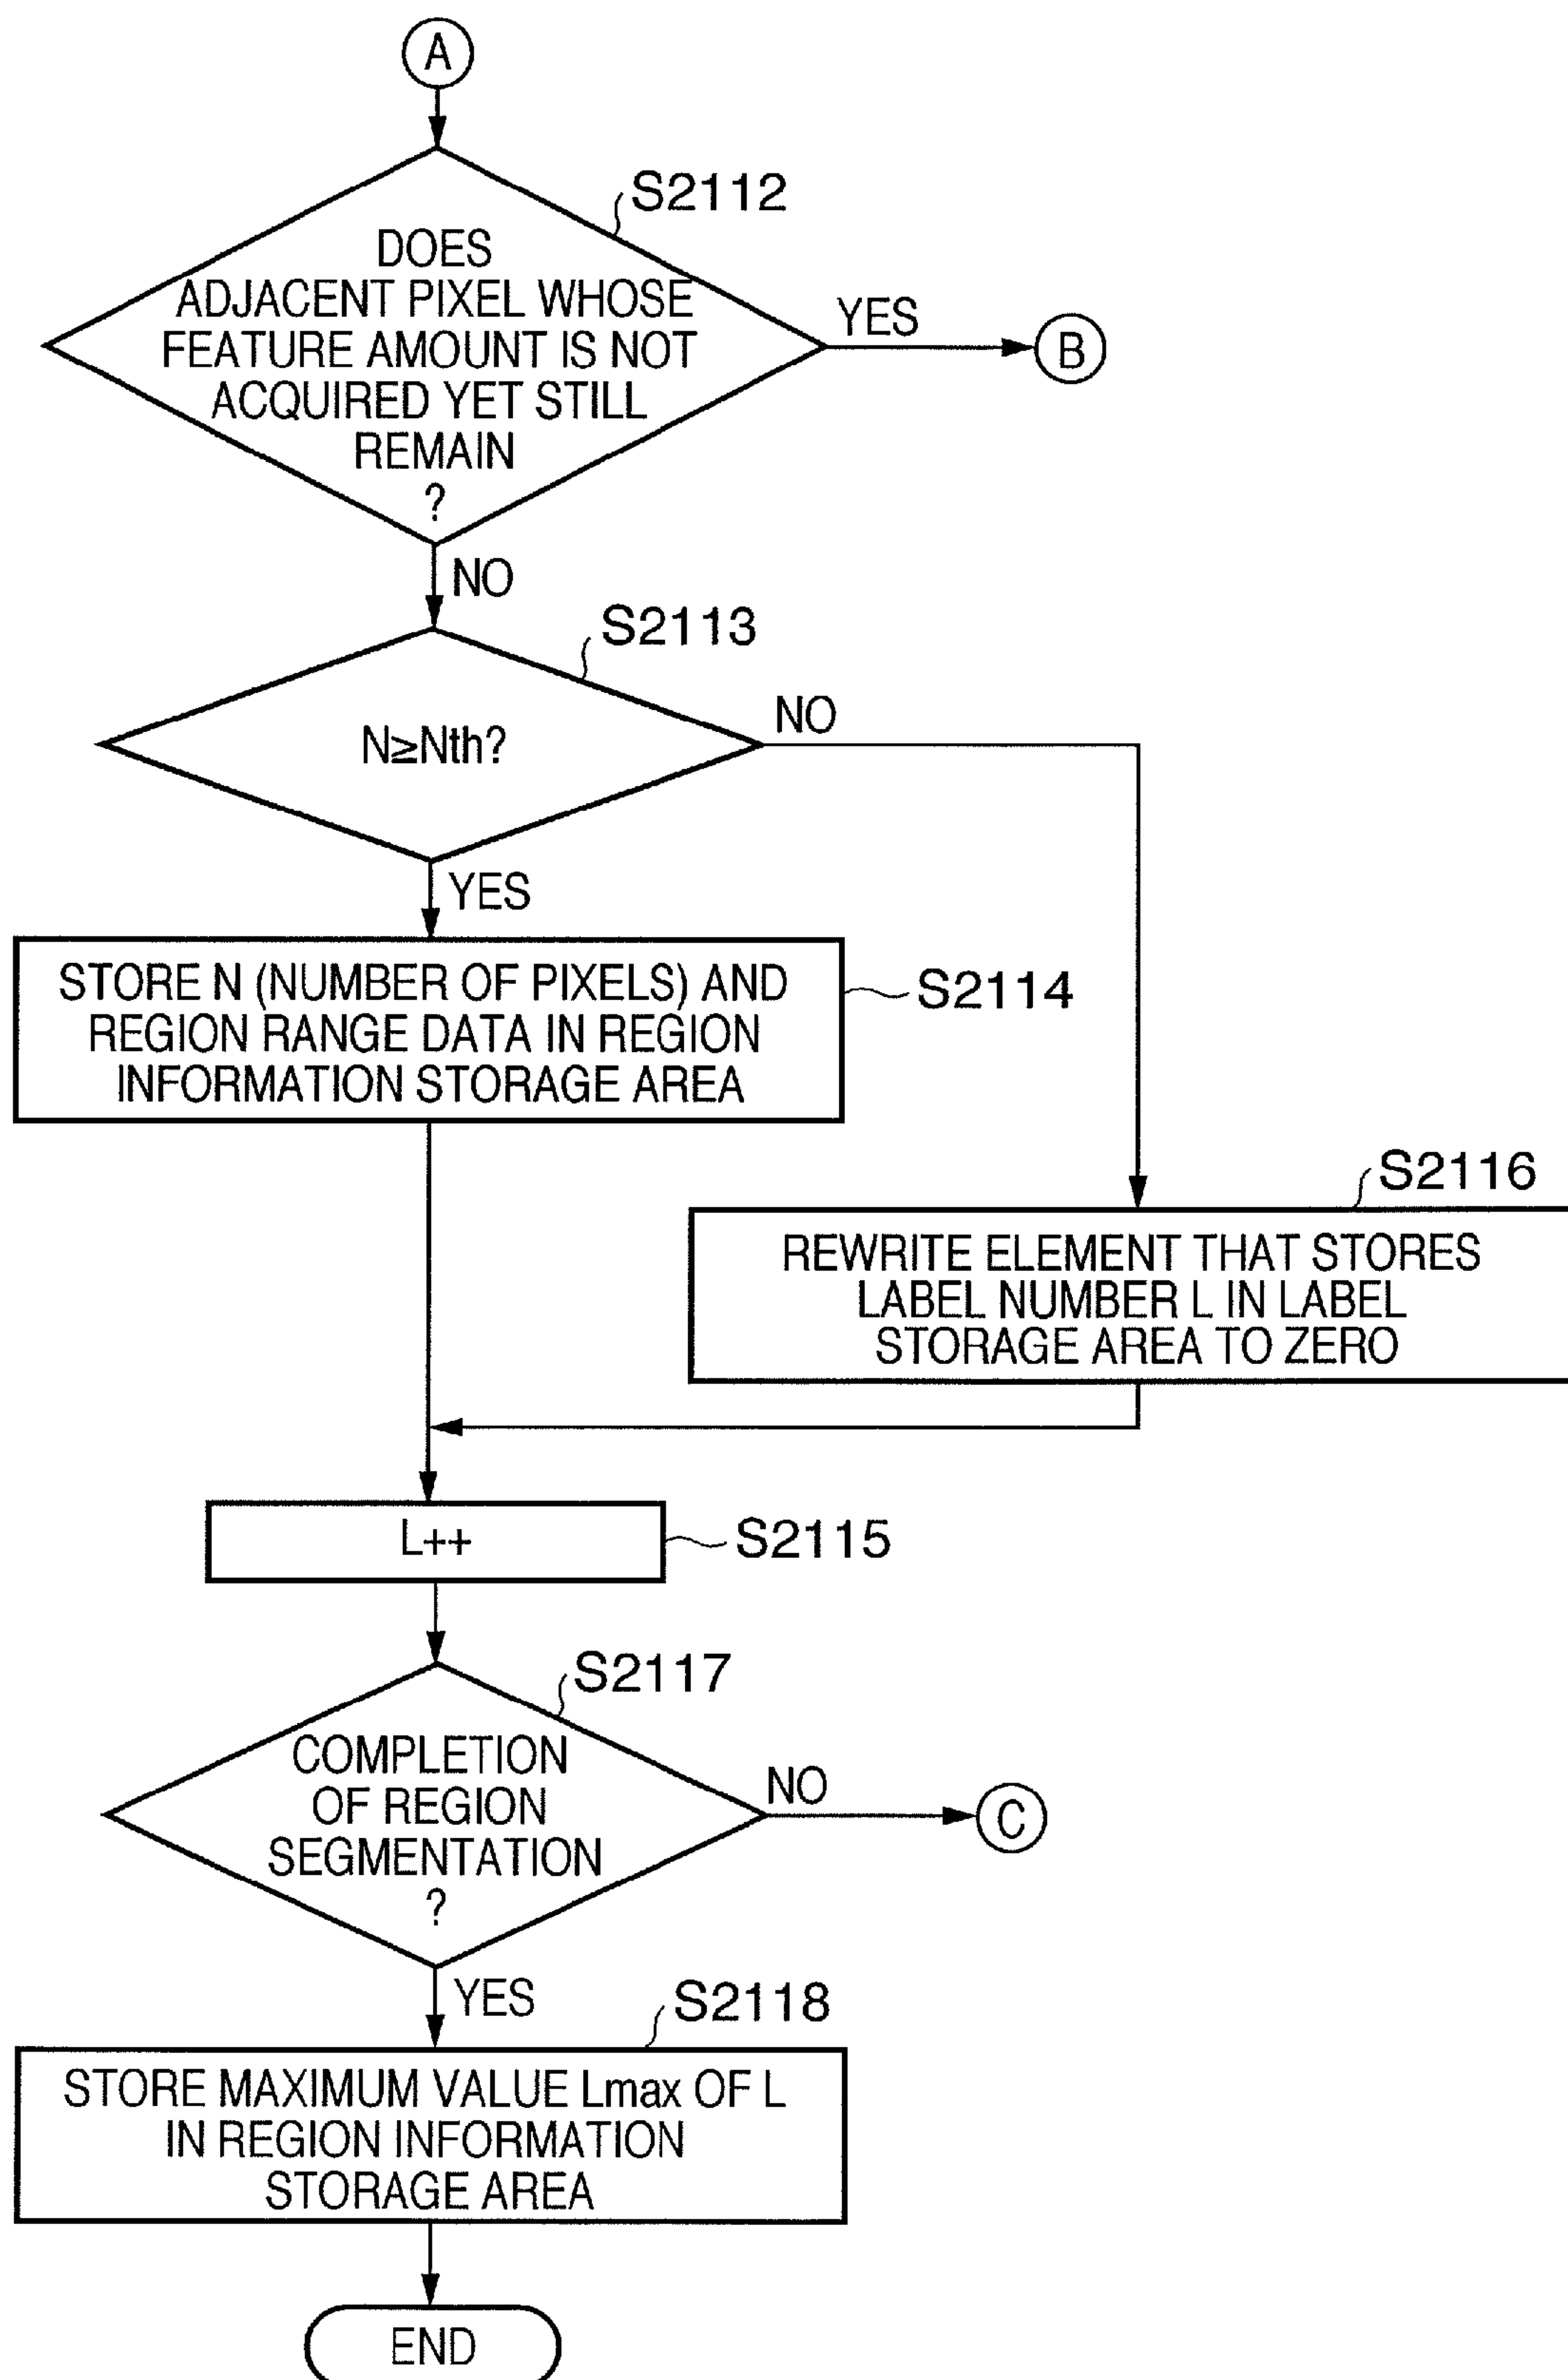 A
S2112
DOES
ADJACENT PIXEL WHOSE
FEATURE AMOUNT IS NOT
ACQUIRED YET STILL
REMAIN
?
YES
B
NO
S2113
N≥Nth?
NO
YES
STORE N (NUMBER OF PIXELS) AND
REGION RANGE DATA IN REGION
INFORMATION STORAGE AREA
S2114
S2116
REWRITE ELEMENT THAT STORES
LABEL NUMBER L IN LABEL
STORAGE AREA TO ZERO
L++
S2115
S2117
COMPLETION
OF REGION
SEGMENTATION
?
NO
C
YES
S2118
STORE MAXIMUM VALUE Lmax OF L
IN REGION INFORMATION
STORAGE AREA
END